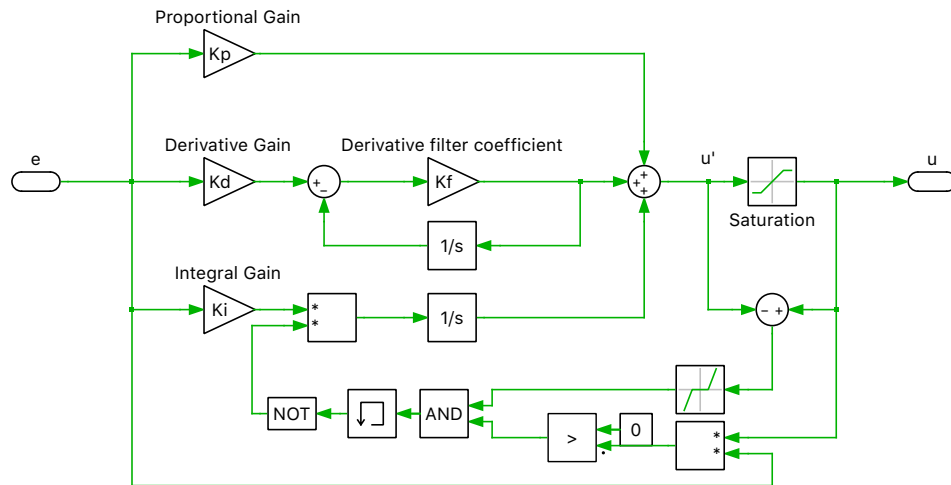 Proportional Gain
Kp
e
Derivative Gain
Derivative filter coefficient
u'
u
Kd
+
−
Kf
+
+
+
Saturation
1/s
Integral Gain
Ki
*
*
1/s
- +
NOT
AND
>
0
*
*